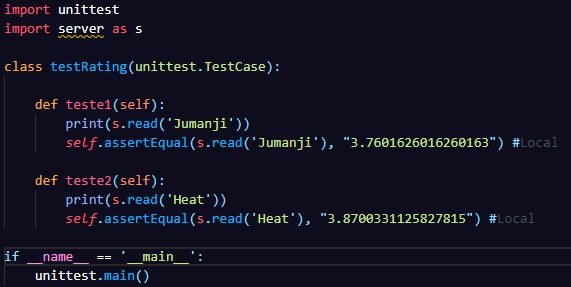 import unittest
import server as s
class testRating(unittest.TestCase):
def teste1(self):
print(s.read('Jumanji'))
self.assertEqual(s.read('Jumanji'), "3.7601626016260163") #Local
def teste2(self):
print(s.read('Heat'))
self.assertEqual(s.read('Heat'), "3.8700331125827815") #Local
if __name__ == '__main__':
unittest.main()